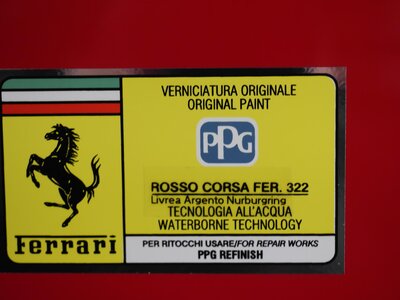 VERNICIATURA ORIGINALE
ORIGINAL PAINT
PPG
ROSSO CORSA FER. 322
Livrea Argento Nurburgring
TECNOLOGIA ALL'ACQUA
WATERBORNE TECHNOLOGY
Ferrari
PER RITOCCHI USARE/FOR REPAIR WORKS
PPG REFINISH